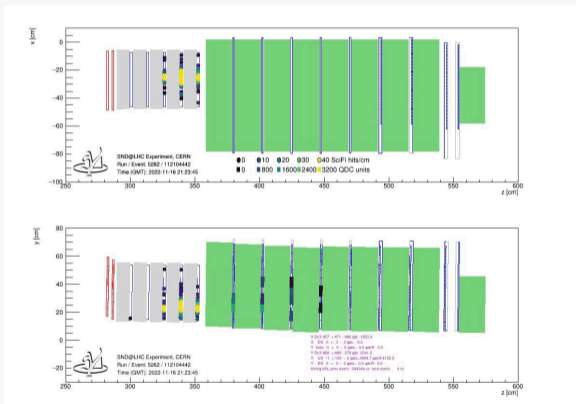 x [cm]
0
−20
−40
−60
−80
−100
SND@LHC Experiment, CERN
Run / Event: 5262 / 112104442
Time (GMT): 2022-11-16 21:23:45
0 10 20 30 40 SciFi hits/cm
0 800 1600 2400 3200 QDC units
250 300 350 400 450 500 550 600
z [cm]
y [cm]
80
60
40
20
0
−20
SND@LHC Experiment, CERN
Run / Event: 5262 / 112104442
Time (GMT): 2022-11-16 21:23:45
250 300 350 400 450 500 550 600
z [cm]